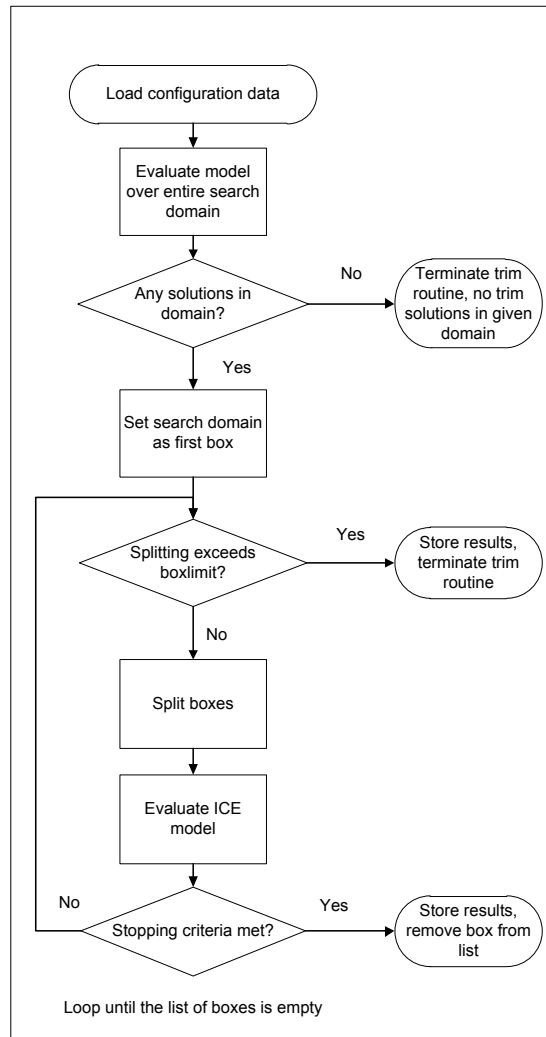 Load configuration data
Evaluate model
over entire search
domain
Any solutions in
domain?
No
Terminate trim
routine, no trim
solutions in given
domain
Yes
Set search domain
as first box
Splitting exceeds
boxlimit?
Yes
Store results,
terminate trim
routine
No
Split boxes
Evaluate ICE
model
No
Stopping criteria met?
Yes
Store results,
remove box from
list
Loop until the list of boxes is empty